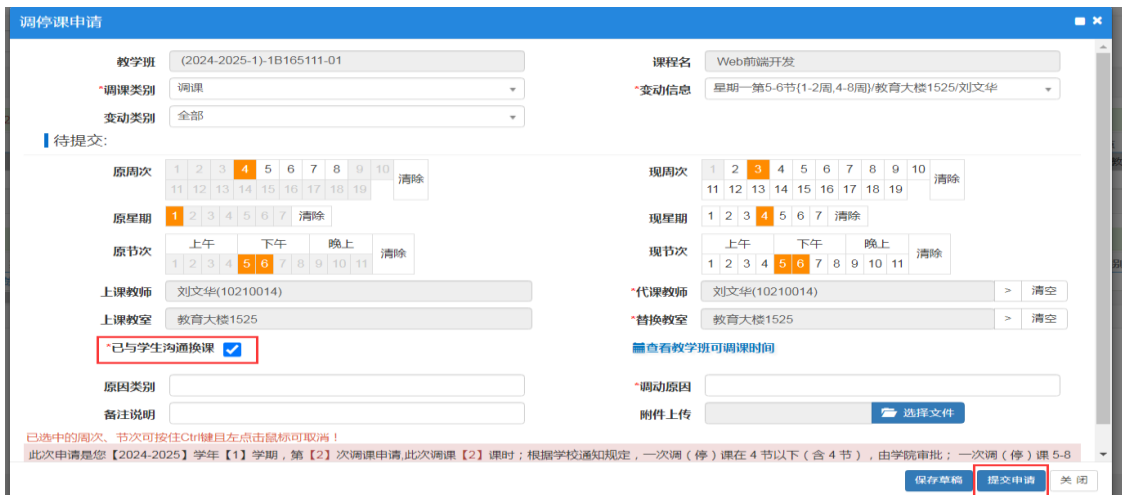 调停课申请
教学班 (2024-2025-1)-1B165111-01 课程名 Web前端开发
*调课类别 调课 *变动信息 星期一第5-6节{1-2周,4-8周}/教育大楼1525/刘文华
变动类别 全部
待提交:
原周次 1 2 3 4 5 6 7 8 9 10 清除 现周次 1 2 3 4 5 6 7 8 9 10 清除
11 12 13 14 15 16 17 18 19 11 12 13 14 15 16 17 18 19
原星期 1 2 3 4 5 6 7 清除 现星期 1 2 3 4 5 6 7 清除
原节次 上午 下午 晚上 清除 现节次 上午 下午 晚上 清除
1 2 3 4 5 6 7 8 9 10 11 1 2 3 4 5 6 7 8 9 10 11
上课教师 刘文华(10210014) *代课教师 刘文华(10210014) > 清空
上课教室 教育大楼1525 *替换教室 教育大楼1525 > 清空
*已与学生沟通换课 查看教学班可调课时间
原因类别 *调动原因
备注说明 附件上传 选择文件
已选中的周次、节次可按住Ctrl键且左点击鼠标可取消！
此次申请是您【2024-2025】学年【1】学期，第【2】次调课申请,此次调课【2】课时；根据学校通知规定，一次调（停）课在 4 节以下（含 4 节），由学院审批； 一次调（停）课 5-8
保存草稿 提交申请 关 闭